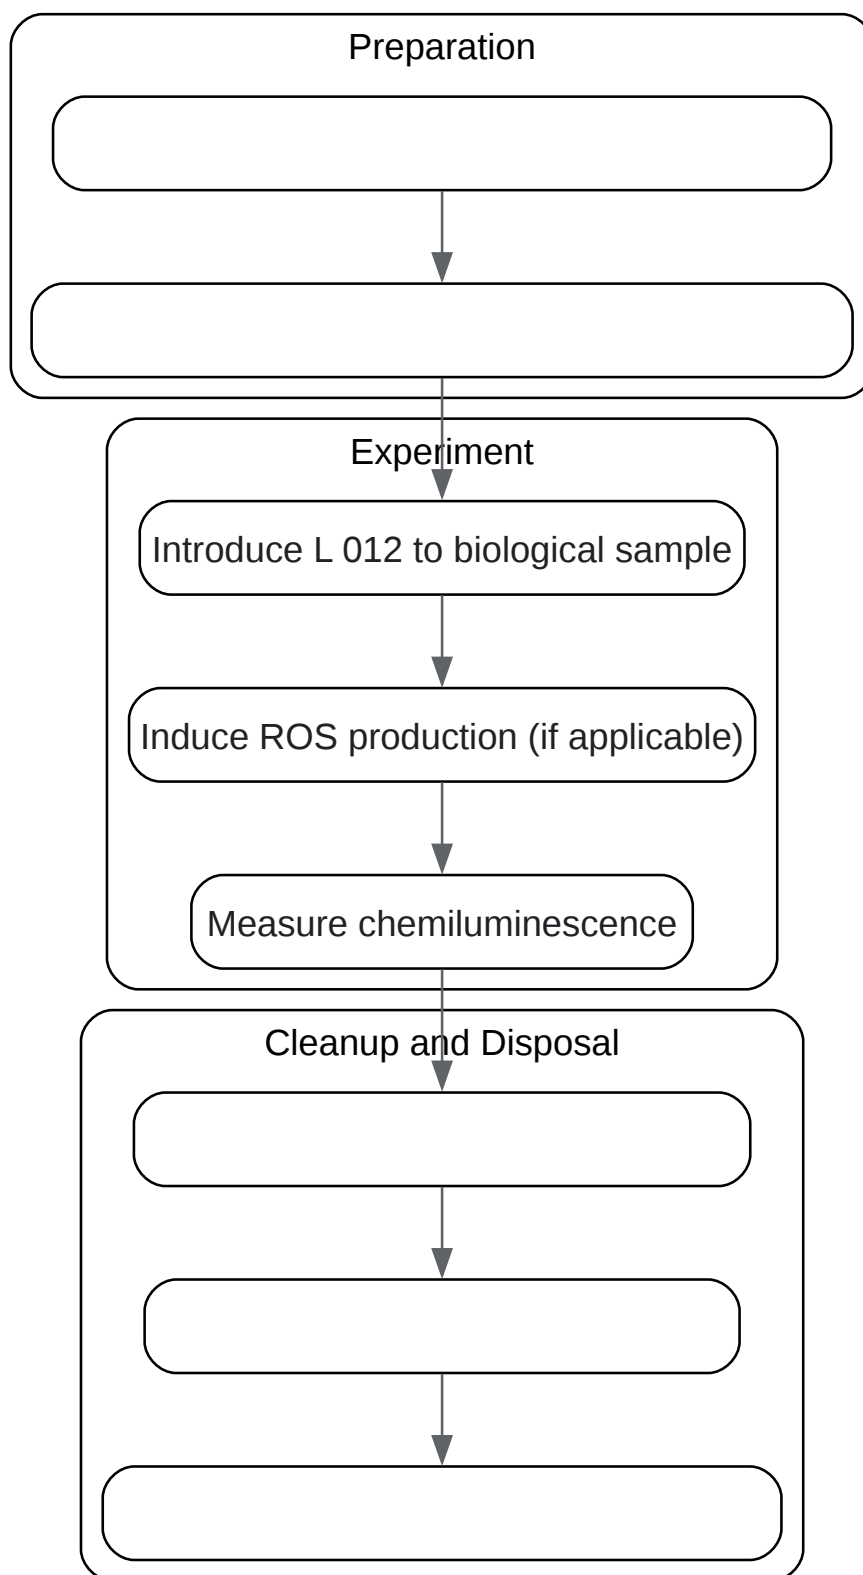 Preparation
Experiment
Introduce L 012 to biological sample
Induce ROS production (if applicable)
Measure chemiluminescence
Cleanup and Disposal